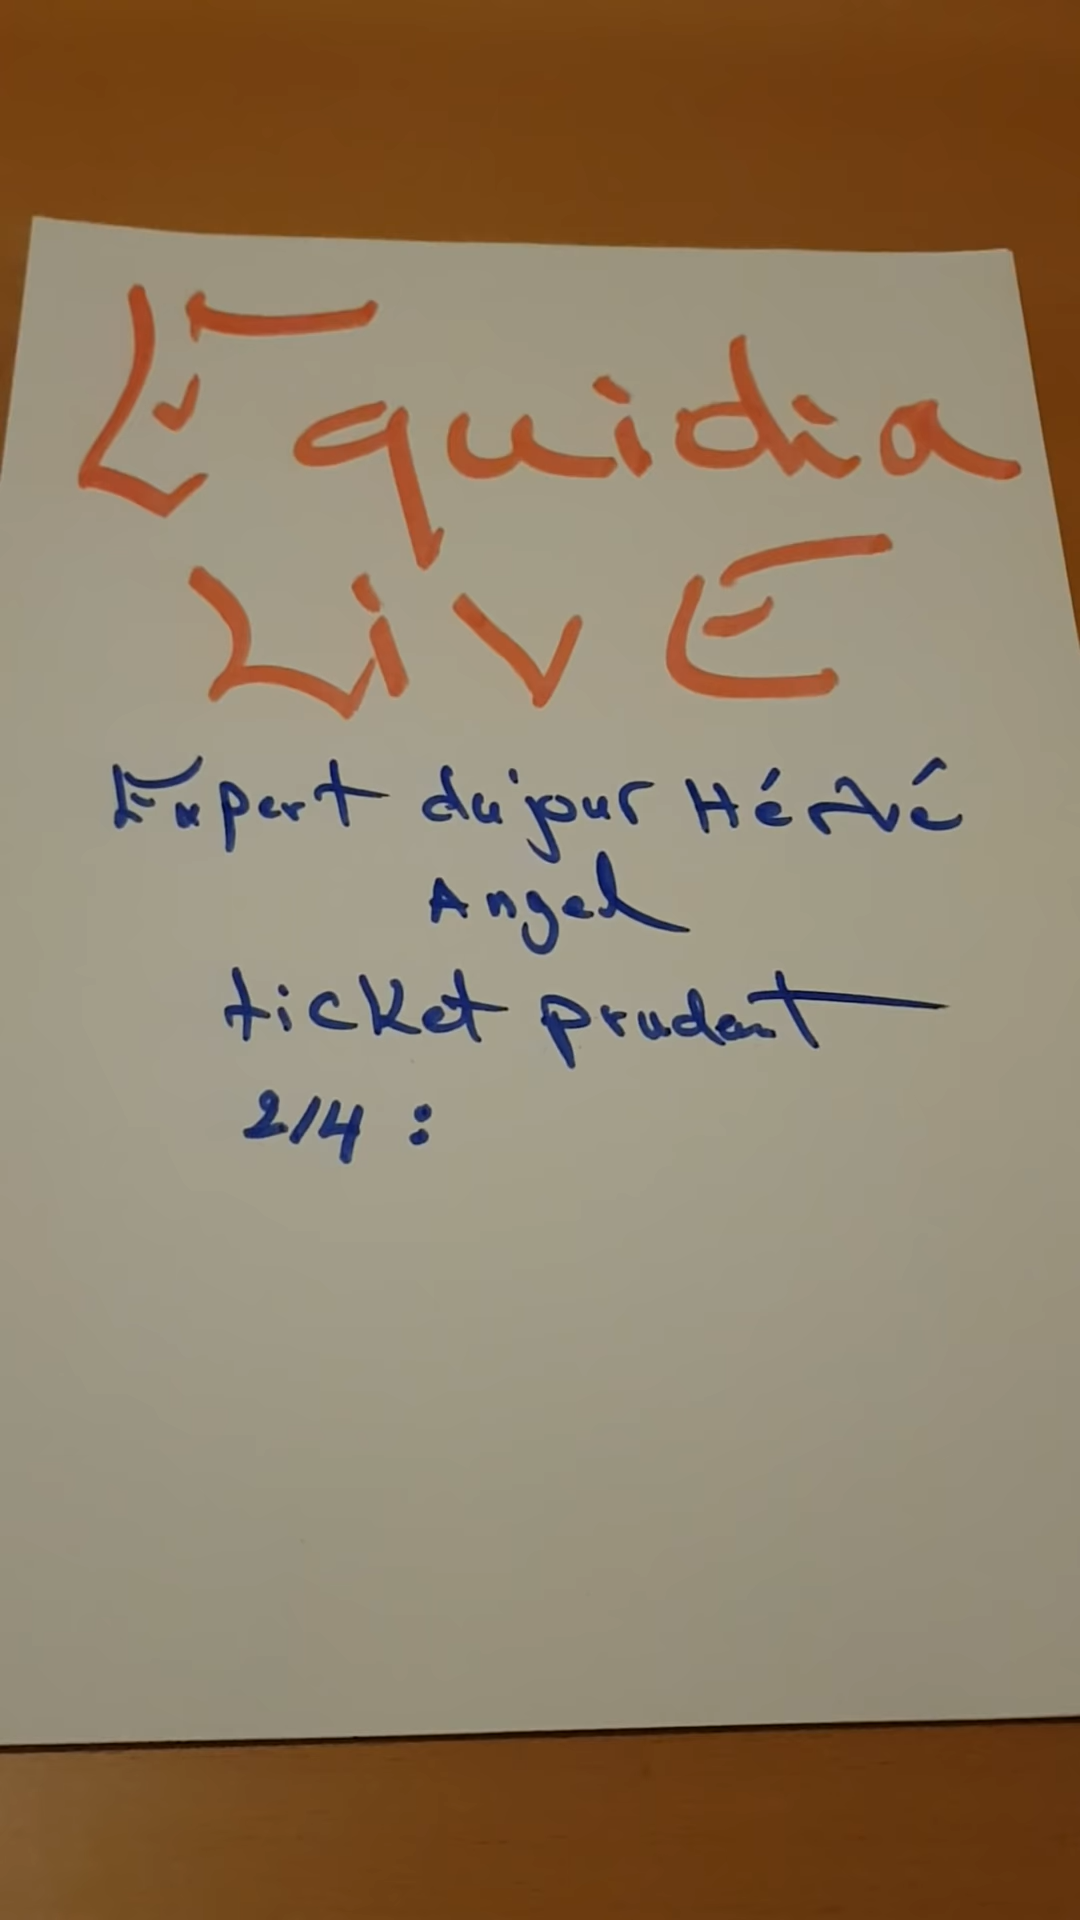 Equidia
LiVE
Expert du jour Hérvé
Angel
ticket prudent
2/4 :